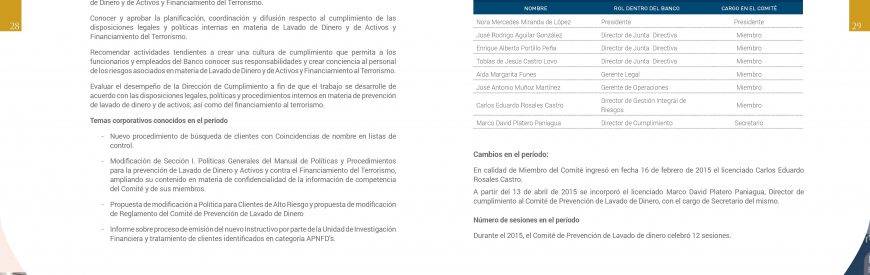 de Dinero y de Activos y Financiamiento del Terrorismo.
28
Conocer y aprobar la planificación, coordinación y difusión respecto al cumplimiento de las
disposiciones legales y políticas internas en materia de Lavado de Dinero y de Activos y
Financiamiento del Terrorismo.
Recomendar actividades tendientes a crear una cultura de cumplimiento que permita a los
funcionarios y empleados del Banco conocer sus responsabilidades y crear conciencia al personal
de los riesgos asociados en materia de Lavado de Dinero y de Activos y Financiamiento al Terrorismo.
Evaluar el desempeño de la Dirección de Cumplimiento a fin de que el trabajo se desarrolle de
acuerdo con las disposiciones legales, políticas y procedimientos internos en materia de prevención
de lavado de dinero y de activos; así como del financiamiento al terrorismo.
Temas corporativos conocidos en el periodo
- Nuevo procedimiento de búsqueda de clientes con Coincidencias de nombre en listas de
control.
- Modificación de Sección I. Políticas Generales del Manual de Políticas y Procedimientos
para la prevención de Lavado de Dinero y Activos y contra el Financiamiento del Terrorismo,
ampliando su contenido en materia de confidencialidad de la información de competencia
del Comité y de sus miembros.
- Propuesta de modificación a Política para Clientes de Alto Riesgo y propuesta de modificación
de Reglamento del Comité de Prevención de Lavado de Dinero
- Informe sobre proceso de emisión del nuevo Instructivo por parte de la Unidad de Investigación
Financiera y tratamiento de clientes identificados en categoría APNFD's.
NOMBRE ROL DENTRO DEL BANCO CARGO EN EL COMITÉ
29
Nora Mercedes Miranda de López Presidente Presidente
José Rodrigo Aguilar González Director de Junta Directiva Miembro
Enrique Alberto Portillo Peña Director de Junta Directiva Miembro
Tobías de Jesús Castro Lovo Director de Junta Directiva Miembro
Aída Margarita Funes Gerente Legal Miembro
José Antonio Muñoz Martínez Gerente de Operaciones Miembro
Carlos Eduardo Rosales Castro Director de Gestión Integral de Miembro
Riesgos
Marco David Platero Paniagua Director de Cumplimiento Secretario
Cambios en el período:
En calidad de Miembro del Comité ingresó en fecha 16 de febrero de 2015 el licenciado Carlos Eduardo
Rosales Castro.
A partir del 13 de abril de 2015 se incorporó el licenciado Marco David Platero Paniagua, Director de
cumplimiento al Comité de Prevención de Lavado de Dinero, con el cargo de Secretario del mismo.
Número de sesiones en el período
Durante el 2015, el Comité de Prevención de Lavado de dinero celebró 12 sesiones.